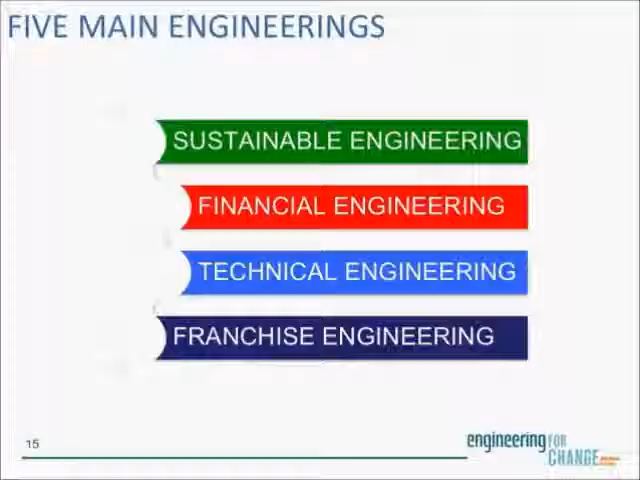 FIVE MAIN ENGINEERINGS
SUSTAINABLE ENGINEERING
FINANCIAL ENGINEERING
TECHNICAL ENGINEERING
FRANCHISE ENGINEERING
15
engineering FOR
CHANGE